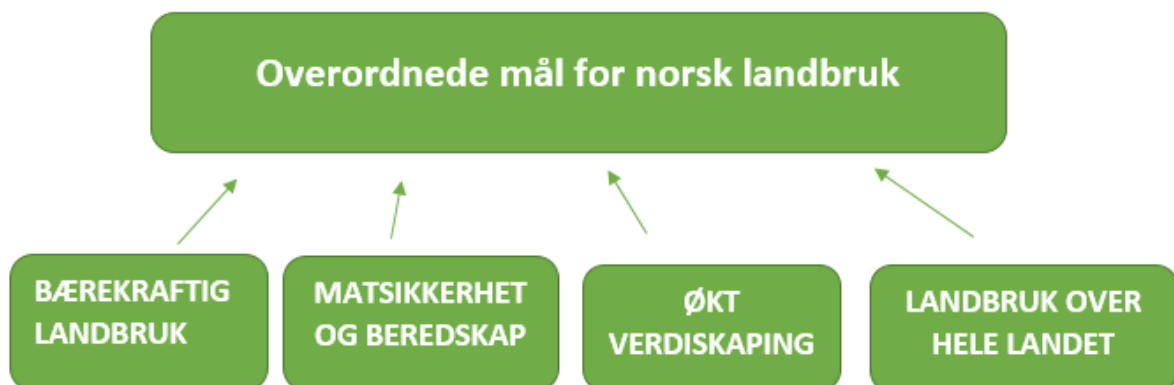 Overordnede mål for norsk landbruk
BÆREKRAFTIG
LANDBRUK
MATSIKKERHET
OG BEREDSKAP
ØKT
VERDISKAPING
LANDBRUK OVER
HELE LANDET